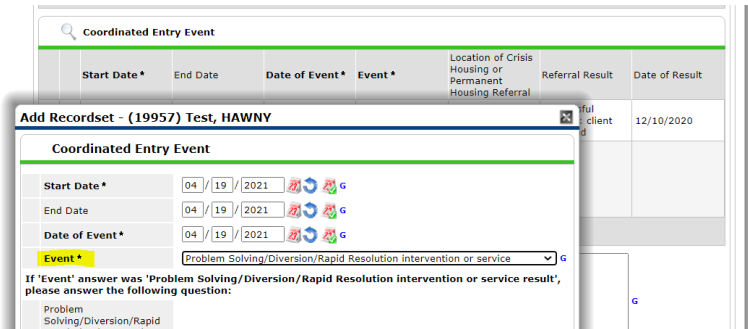 Coordinated Entry Event
Location of Crisis
Housing or
Start Date * End Date Date of Event * Event * Permanent Referral Result Date of Result
Housing Referral
client 12/10/2020
Add Recordset - (19957) Test, HAWNY
Coordinated Entry Event
Start Date * 04 / 19 / 2021 G
End Date 04 / 19 / 2021 G
Date of Event * 04 / 19 / 2021 G
Event * Problem Solving/Diversion/Rapid Resolution intervention or service G
If 'Event' answer was 'Problem Solving/Diversion/Rapid Resolution intervention or service result',
please answer the following question:
Problem
Solving/Diversion/Rapid
G